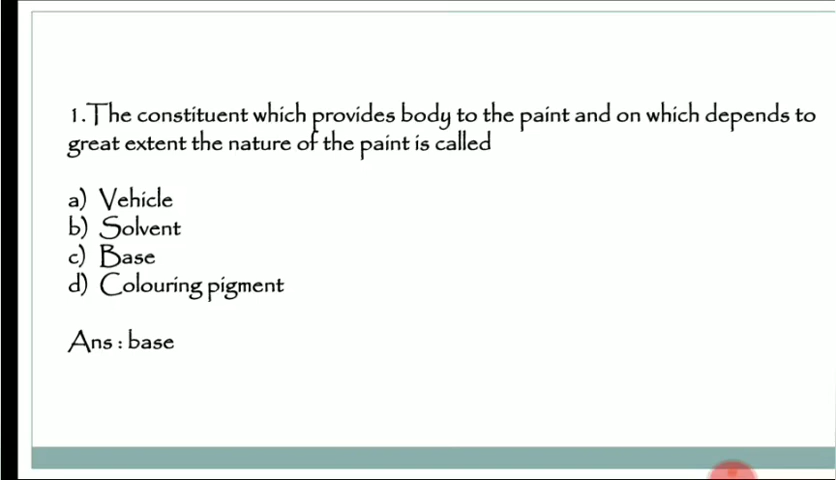 1.The constituent which provides body to the paint and on which depends to
great extent the nature of the paint is called
a) Vehicle
b) Solvent
c) Base
d) Colouring pigment
Ans : base